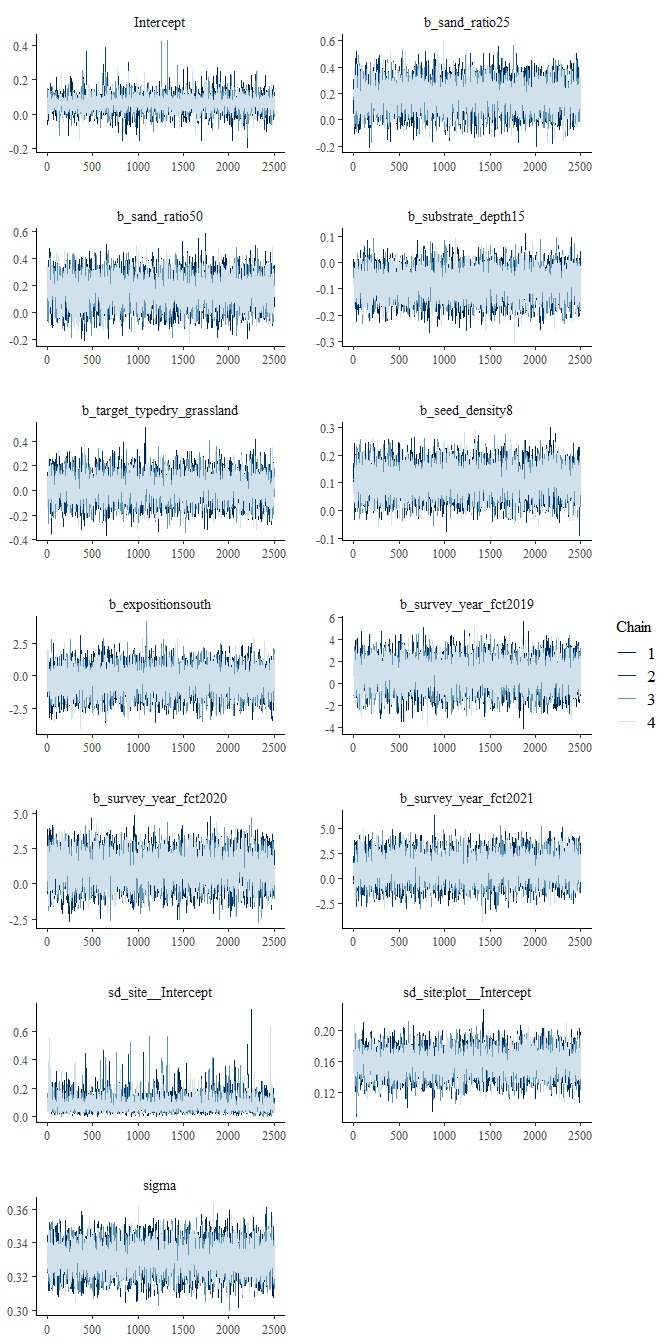 Intercept
b_sand_ratio25
0.4
0.2
0.0
-0.2
0 500 1000 1500 2000 2500
0.6
0.4
0.2
0.0
-0.2
0 500 1000 1500 2000 2500
b_sand_ratio50
b_substrate_depth15
0.6
0.4
0.2
0.0
-0.2
0 500 1000 1500 2000 2500
0.1
0.0
-0.1
-0.2
-0.3
0 500 1000 1500 2000 2500
b_target_typedry_grassland
b_seed_density8
0.4
0.2
0.0
-0.2
-0.4
0 500 1000 1500 2000 2500
0.3
0.2
0.1
0.0
-0.1
0 500 1000 1500 2000 2500
b_expositionsouth
b_survey_year_fct2019
2.5
0.0
-2.5
0 500 1000 1500 2000 2500
6
4
2
0
-2
-4
0 500 1000 1500 2000 2500
Chain
1
2
3
4
b_survey_year_fct2020
b_survey_year_fct2021
5.0
2.5
0.0
-2.5
0 500 1000 1500 2000 2500
5.0
2.5
0.0
-2.5
0 500 1000 1500 2000 2500
sd_site__Intercept
sd_site:plot__Intercept
0.6
0.4
0.2
0.0
0 500 1000 1500 2000 2500
0.20
0.16
0.12
0 500 1000 1500 2000 2500
sigma
0.36
0.34
0.32
0.30
0 500 1000 1500 2000 2500